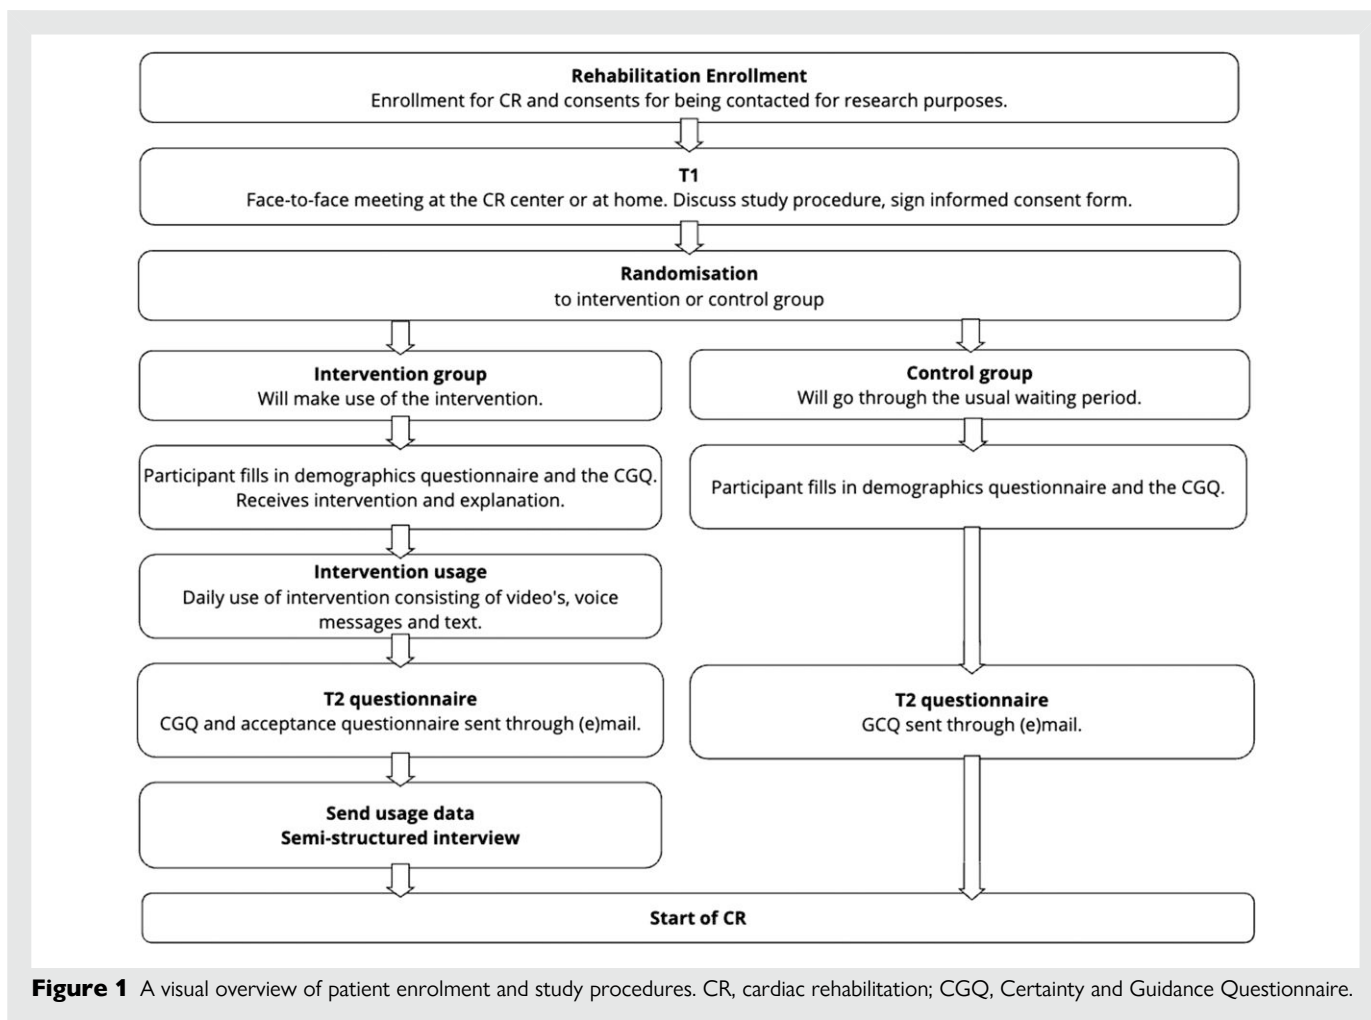 Rehabilitation Enrollment
Enrollment for CR and consents for being contacted for research purposes.
T1
Face-to-face meeting at the CR center or at home. Discuss study procedure, sign informed consent form.
Randomisation
to intervention or control group
Intervention group
Will make use of the intervention.
Control group
Will go through the usual waiting period.
Participant fills in demographics questionnaire and the CGQ.
Receives intervention and explanation.
Participant fills in demographics questionnaire and the CGQ.
Intervention usage
Daily use of intervention consisting of video's, voice
messages and text.
T2 questionnaire
CGQ and acceptance questionnaire sent through (e)mail.
T2 questionnaire
GCQ sent through (e)mail.
Send usage data
Semi-structured interview
Start of CR
Figure 1 A visual overview of patient enrolment and study procedures. CR, cardiac rehabilitation; CGQ, Certainty and Guidance Questionnaire.